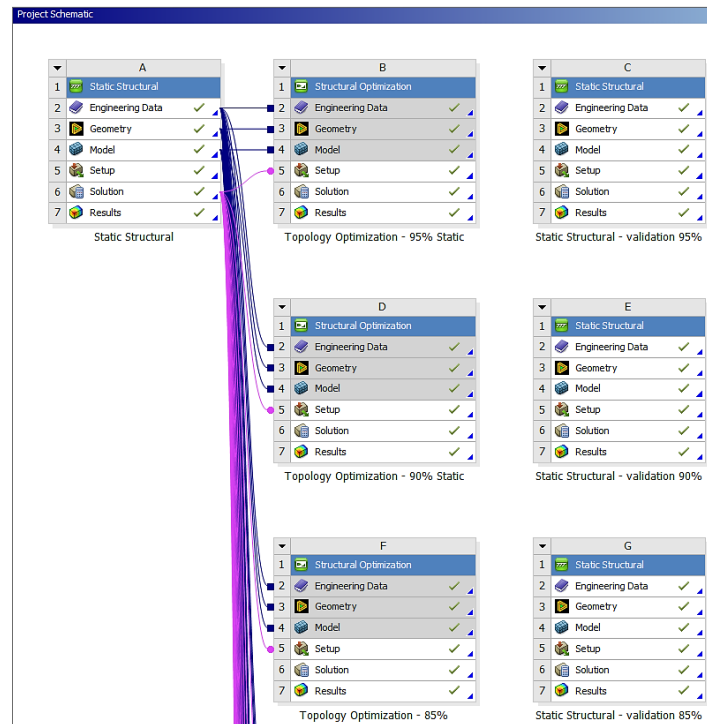 Project Schematic
A
1 Static Structural
2 Engineering Data
3 Geometry
4 Model
5 Setup
6 Solution
7 Results
Static Structural
B
1 Structural Optimization
2 Engineering Data
3 Geometry
4 Model
5 Setup
6 Solution
7 Results
Topology Optimization - 95% Static
C
1 Static Structural
2 Engineering Data
3 Geometry
4 Model
5 Setup
6 Solution
7 Results
Static Structural - validation 95%
D
1 Structural Optimization
2 Engineering Data
3 Geometry
4 Model
5 Setup
6 Solution
7 Results
Topology Optimization - 90% Static
E
1 Static Structural
2 Engineering Data
3 Geometry
4 Model
5 Setup
6 Solution
7 Results
Static Structural - validation 90%
F
1 Structural Optimization
2 Engineering Data
3 Geometry
4 Model
5 Setup
6 Solution
7 Results
Topology Optimization - 85%
G
1 Static Structural
2 Engineering Data
3 Geometry
4 Model
5 Setup
6 Solution
7 Results
Static Structural - validation 85%